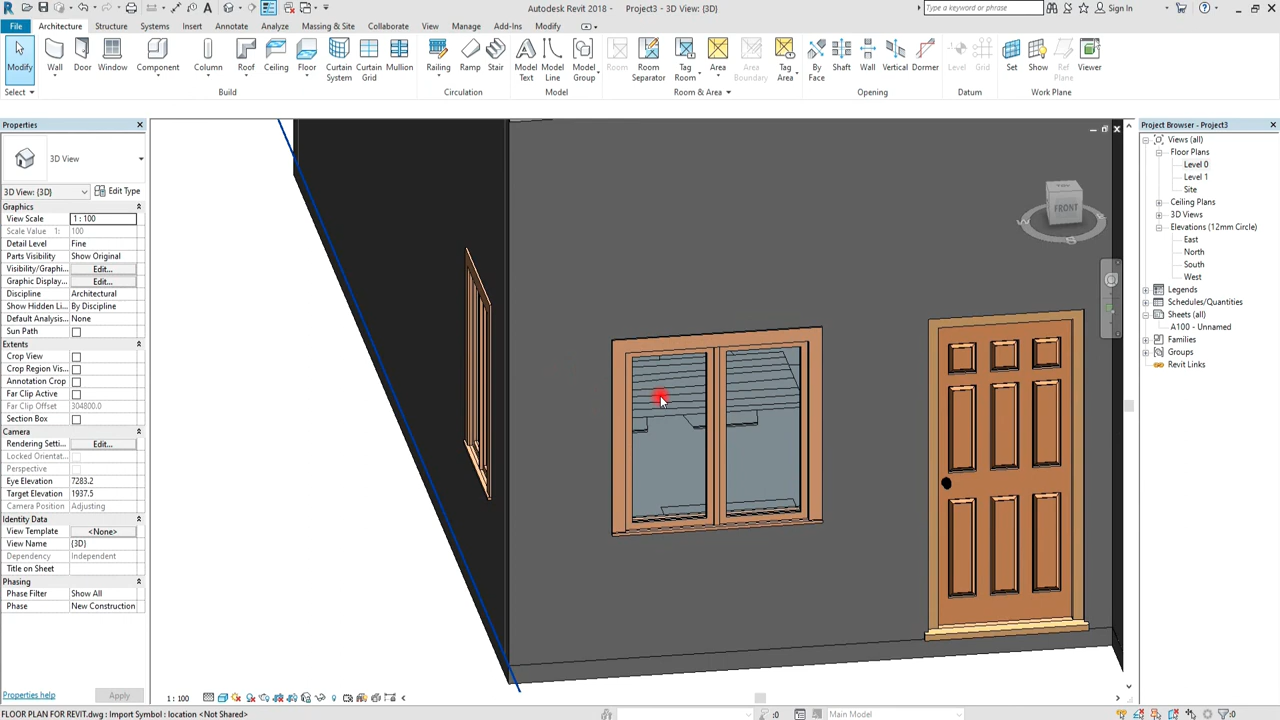 Autodesk Revit 2018 - Project3 - 3D View: {3D}
Type a keyword or phrase
Sign In
File Architecture Structure Systems Insert Annotate Analyze Massing & Site Collaborate View Manage Add-Ins Modify
Modify Wall Door Window Component Column Roof Ceiling Floor Curtain System Curtain Grid Mullion Railing Ramp Stair Model Text Model Line Model Group Room Room Separator Tag Room Area Area Boundary Tag Area By Face Shaft Wall Vertical Dormer Level Grid Set Show Ref Plane Viewer
Select Build Circulation Model Room & Area Opening Datum Work Plane
Properties
3D View
3D View: {3D} Edit Type
Graphics
View Scale 1 : 100
Scale Value 1: 100
Detail Level Fine
Parts Visibility Show Original
Visibility/Graphi... Edit...
Graphic Display... Edit...
Discipline Architectural
Show Hidden Li... By Discipline
Default Analysis... None
Sun Path
Extents
Crop View
Crop Region Vis...
Annotation Crop
Far Clip Active
Far Clip Offset 304800.0
Section Box
Camera
Rendering Setti... Edit...
Locked Orientat...
Perspective
Eye Elevation 7283.2
Target Elevation 1937.5
Camera Position Adjusting
Identity Data
View Template <None>
View Name {3D}
Dependency Independent
Title on Sheet
Phasing
Phase Filter Show All
Phase New Construction
Properties help Apply
FRONT
W
S
Project Browser - Project3
Views (all)
Floor Plans
Level 0
Level 1
Site
Ceiling Plans
3D Views
Elevations (12mm Circle)
East
North
South
West
Legends
Schedules/Quantities
Sheets (all)
A100 - Unnamed
Families
Groups
Revit Links
1 : 100
FLOOR PLAN FOR REVIT.dwg : Import Symbol : location <Not Shared>
:0
Main Model
:0